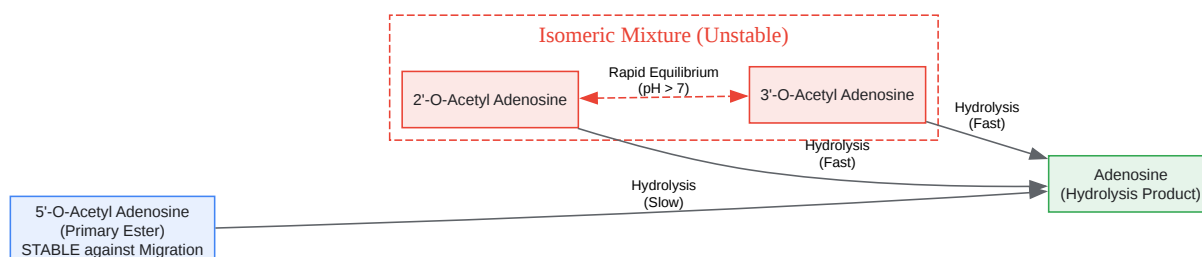 Isomeric Mixture (Unstable)
2'-O-Acetyl Adenosine
Rapid Equilibrium
(pH > 7)
3'-O-Acetyl Adenosine
Hydrolysis
(Fast)
Hydrolysis
(Fast)
Adenosine
(Hydrolysis Product)
Hydrolysis
(Slow)
5'-O-Acetyl Adenosine
(Primary Ester)
STABLE against Migration